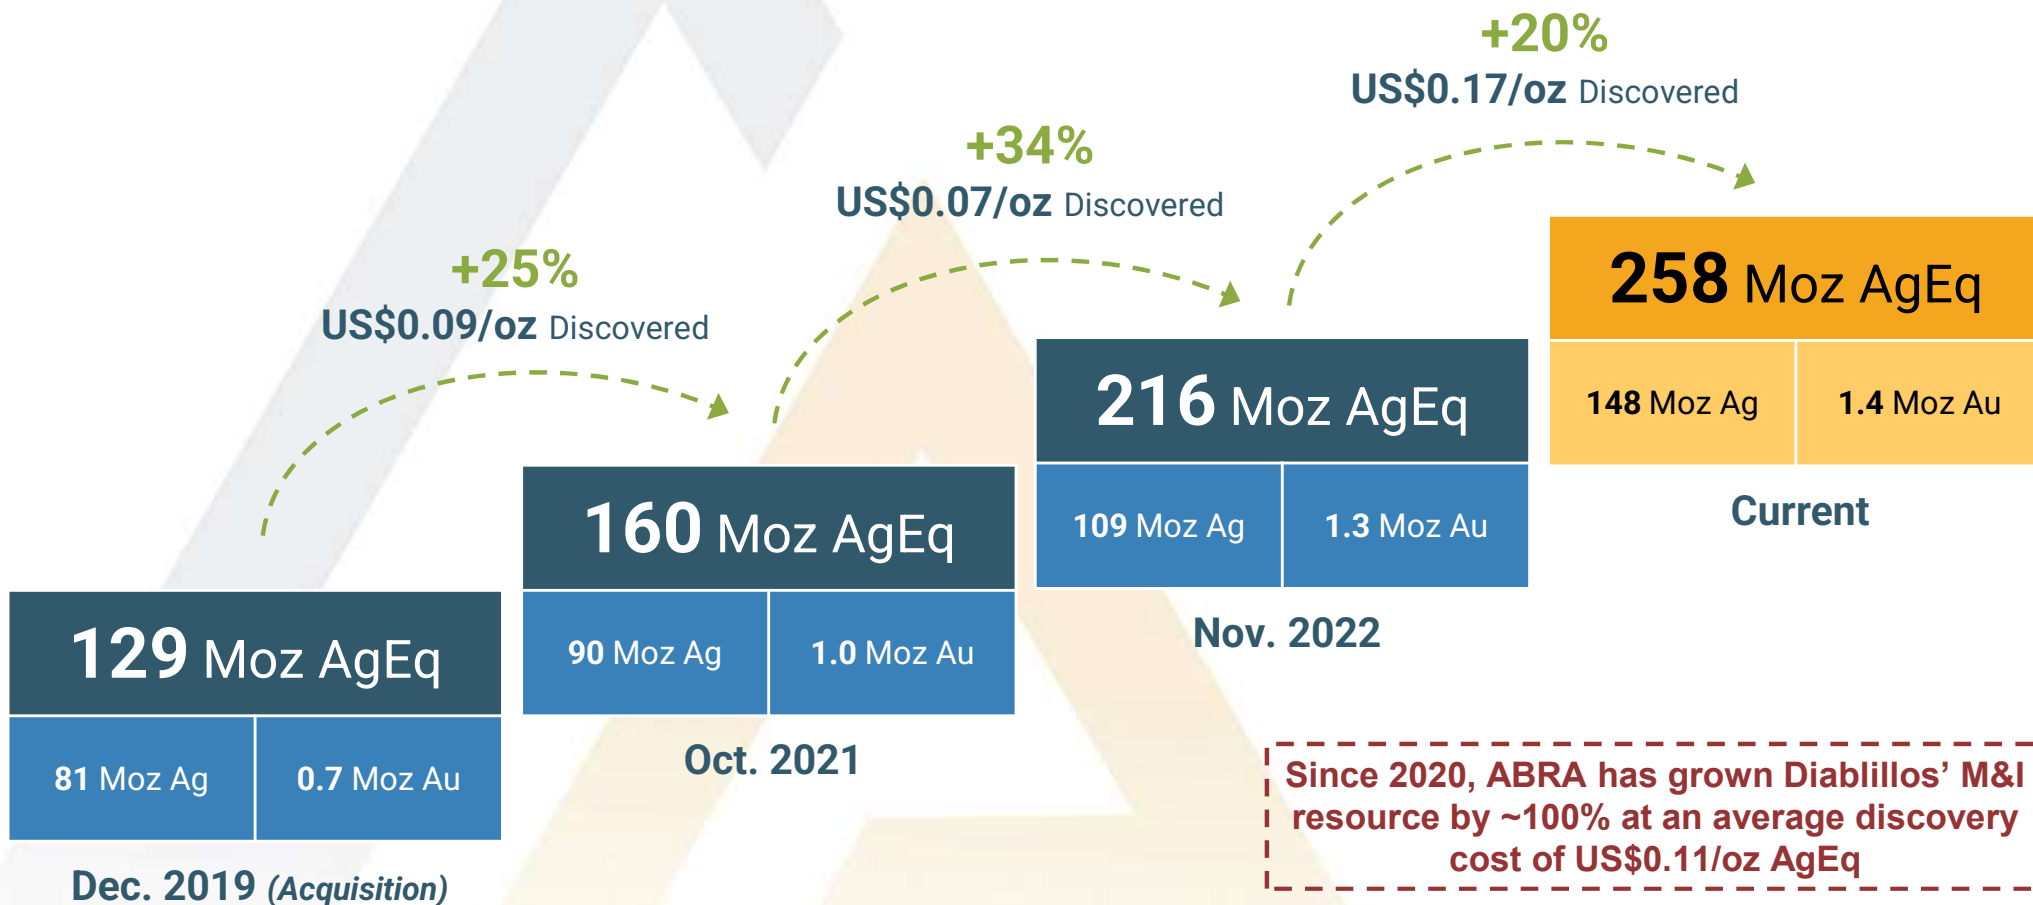 +20%
US$0.17/oz Discovered
+34%
US$0.07/oz Discovered
+25%
US$0.09/oz Discovered
258 Moz AgEq
148 Moz Ag
1.4 Moz Au
Current
216 Moz AgEq
109 Moz Ag
1.3 Moz Au
Nov. 2022
160 Moz AgEq
90 Moz Ag
1.0 Moz Au
Oct. 2021
129 Moz AgEq
81 Moz Ag
0.7 Moz Au
Dec. 2019 (Acquisition)
Since 2020, ABRA has grown Diablillos’ M&I
resource by ~100% at an average discovery
cost of US$0.11/oz AgEq